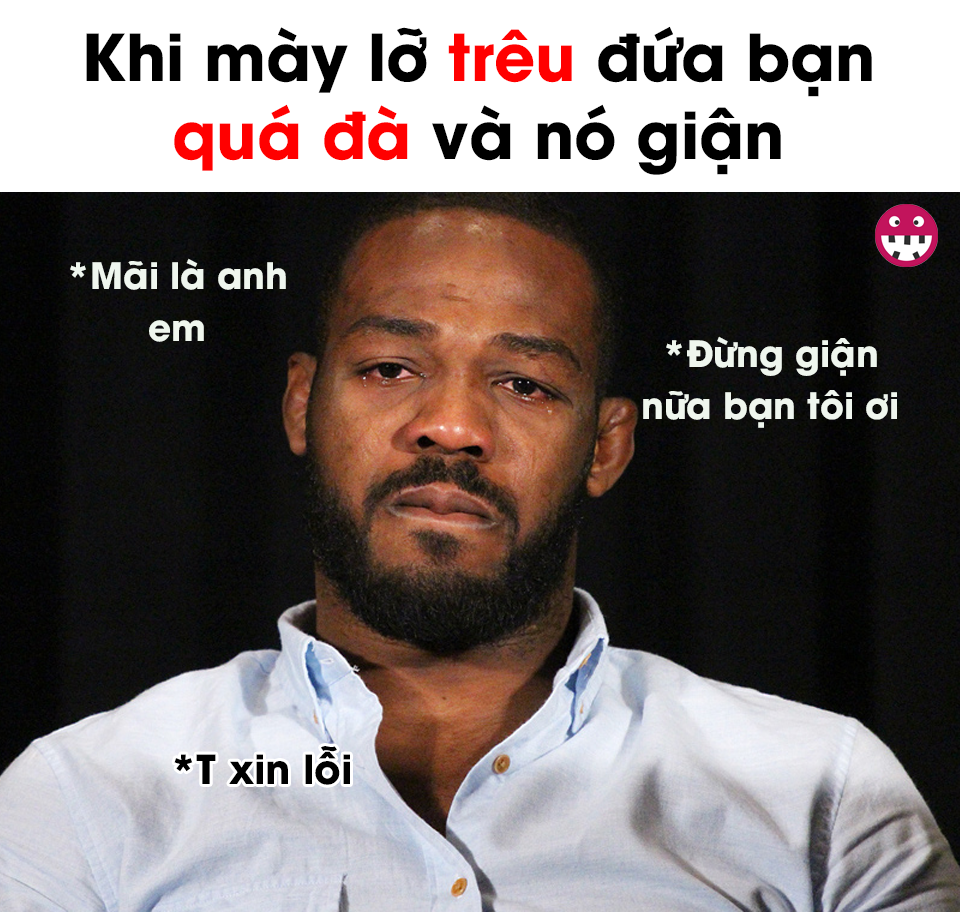 Khi mày lỡ trêu đứa bạn
quá đà và nó giận
*Mãi là anh
em
*Đừng giận
nữa bạn tôi ơi
*T xin lỗi